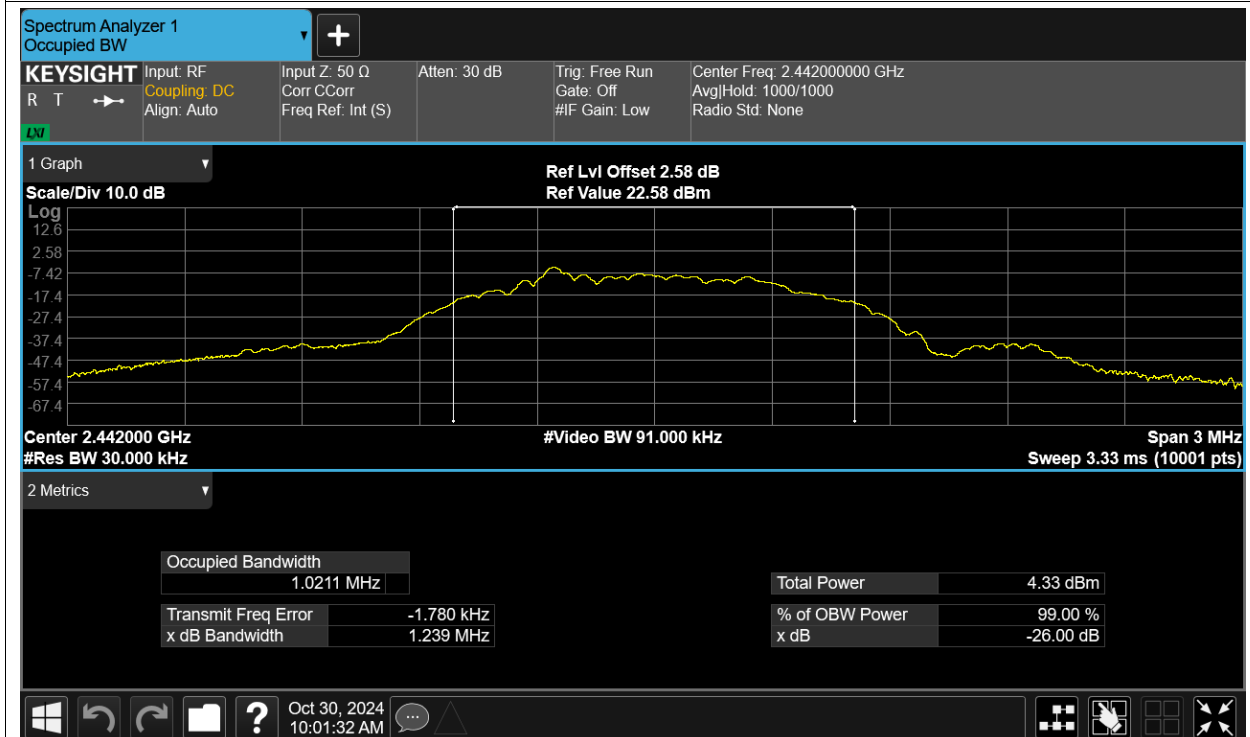 Spectrum Analyzer 1
Occupied BW
KEYSIGHT
R T
LXI
Input: RF
Coupling: DC
Align: Auto
Input Z: 50 Ω
Corr CCorr
Freq Ref: Int (S)
Atten: 30 dB
Trig: Free Run
Gate: Off
#IF Gain: Low
Center Freq: 2.442000000 GHz
Avg|Hold: 1000/1000
Radio Std: None
1 Graph
Scale/Div 10.0 dB
Ref Lvl Offset 2.58 dB
Ref Value 22.58 dBm
Log
12.6
2.58
-7.42
-17.4
-27.4
-37.4
-47.4
-57.4
-67.4
Center 2.442000 GHz
#Res BW 30.000 kHz
#Video BW 91.000 kHz
Span 3 MHz
Sweep 3.33 ms (10001 pts)
2 Metrics
Occupied Bandwidth
1.0211 MHz
Total Power 4.33 dBm
Transmit Freq Error -1.780 kHz
% of OBW Power 99.00 %
x dB Bandwidth 1.239 MHz
x dB -26.00 dB
?
Oct 30, 2024
10:01:32 AM